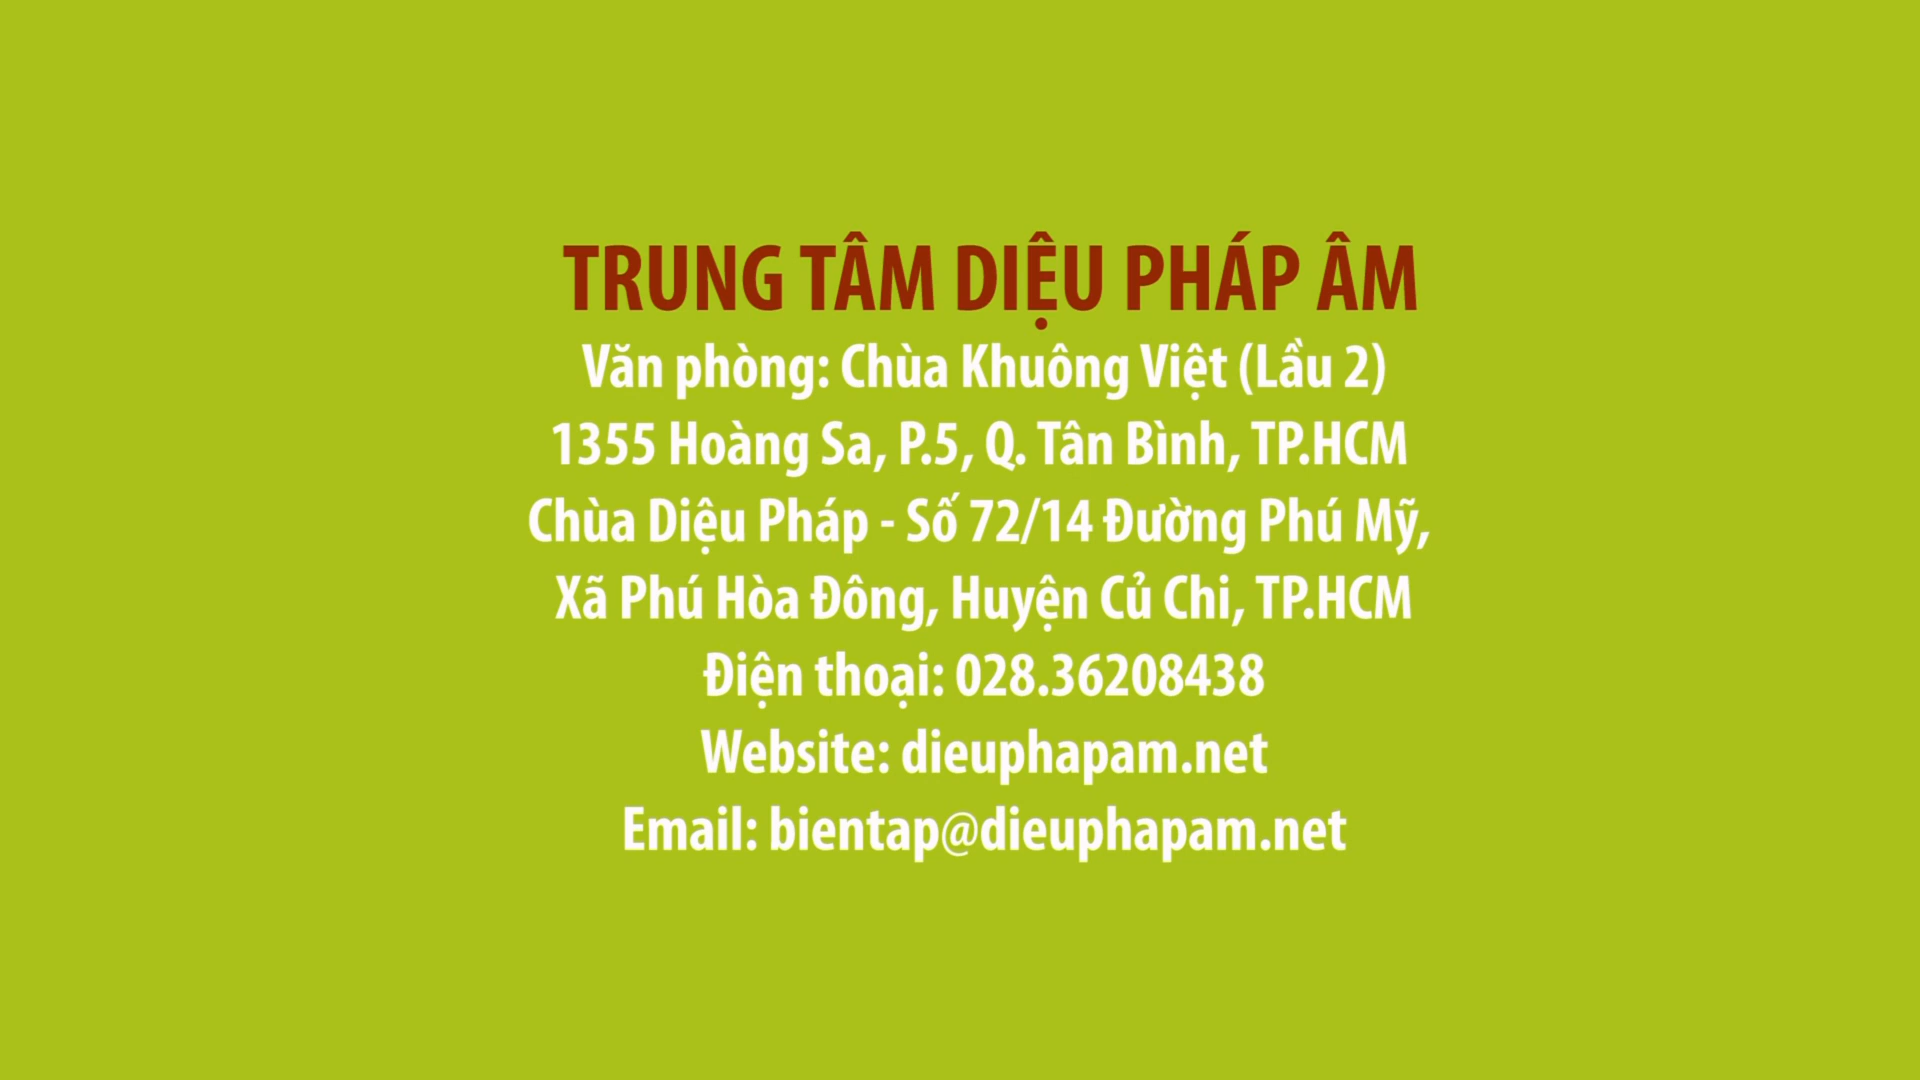 TRUNG TÂM DIỆU PHÁP ÂM
Văn phòng: Chùa Khuông Việt (Lầu 2)
1355 Hoàng Sa, P.5, Q. Tân Bình, TP.HCM
Chùa Diệu Pháp - Số 72/14 Đường Phú Mỹ,
Xã Phú Hòa Đông, Huyện Củ Chi, TP.HCM
Điện thoại: 028.36208438
Website: dieuphapam.net
Email: bientap@dieuphapam.net